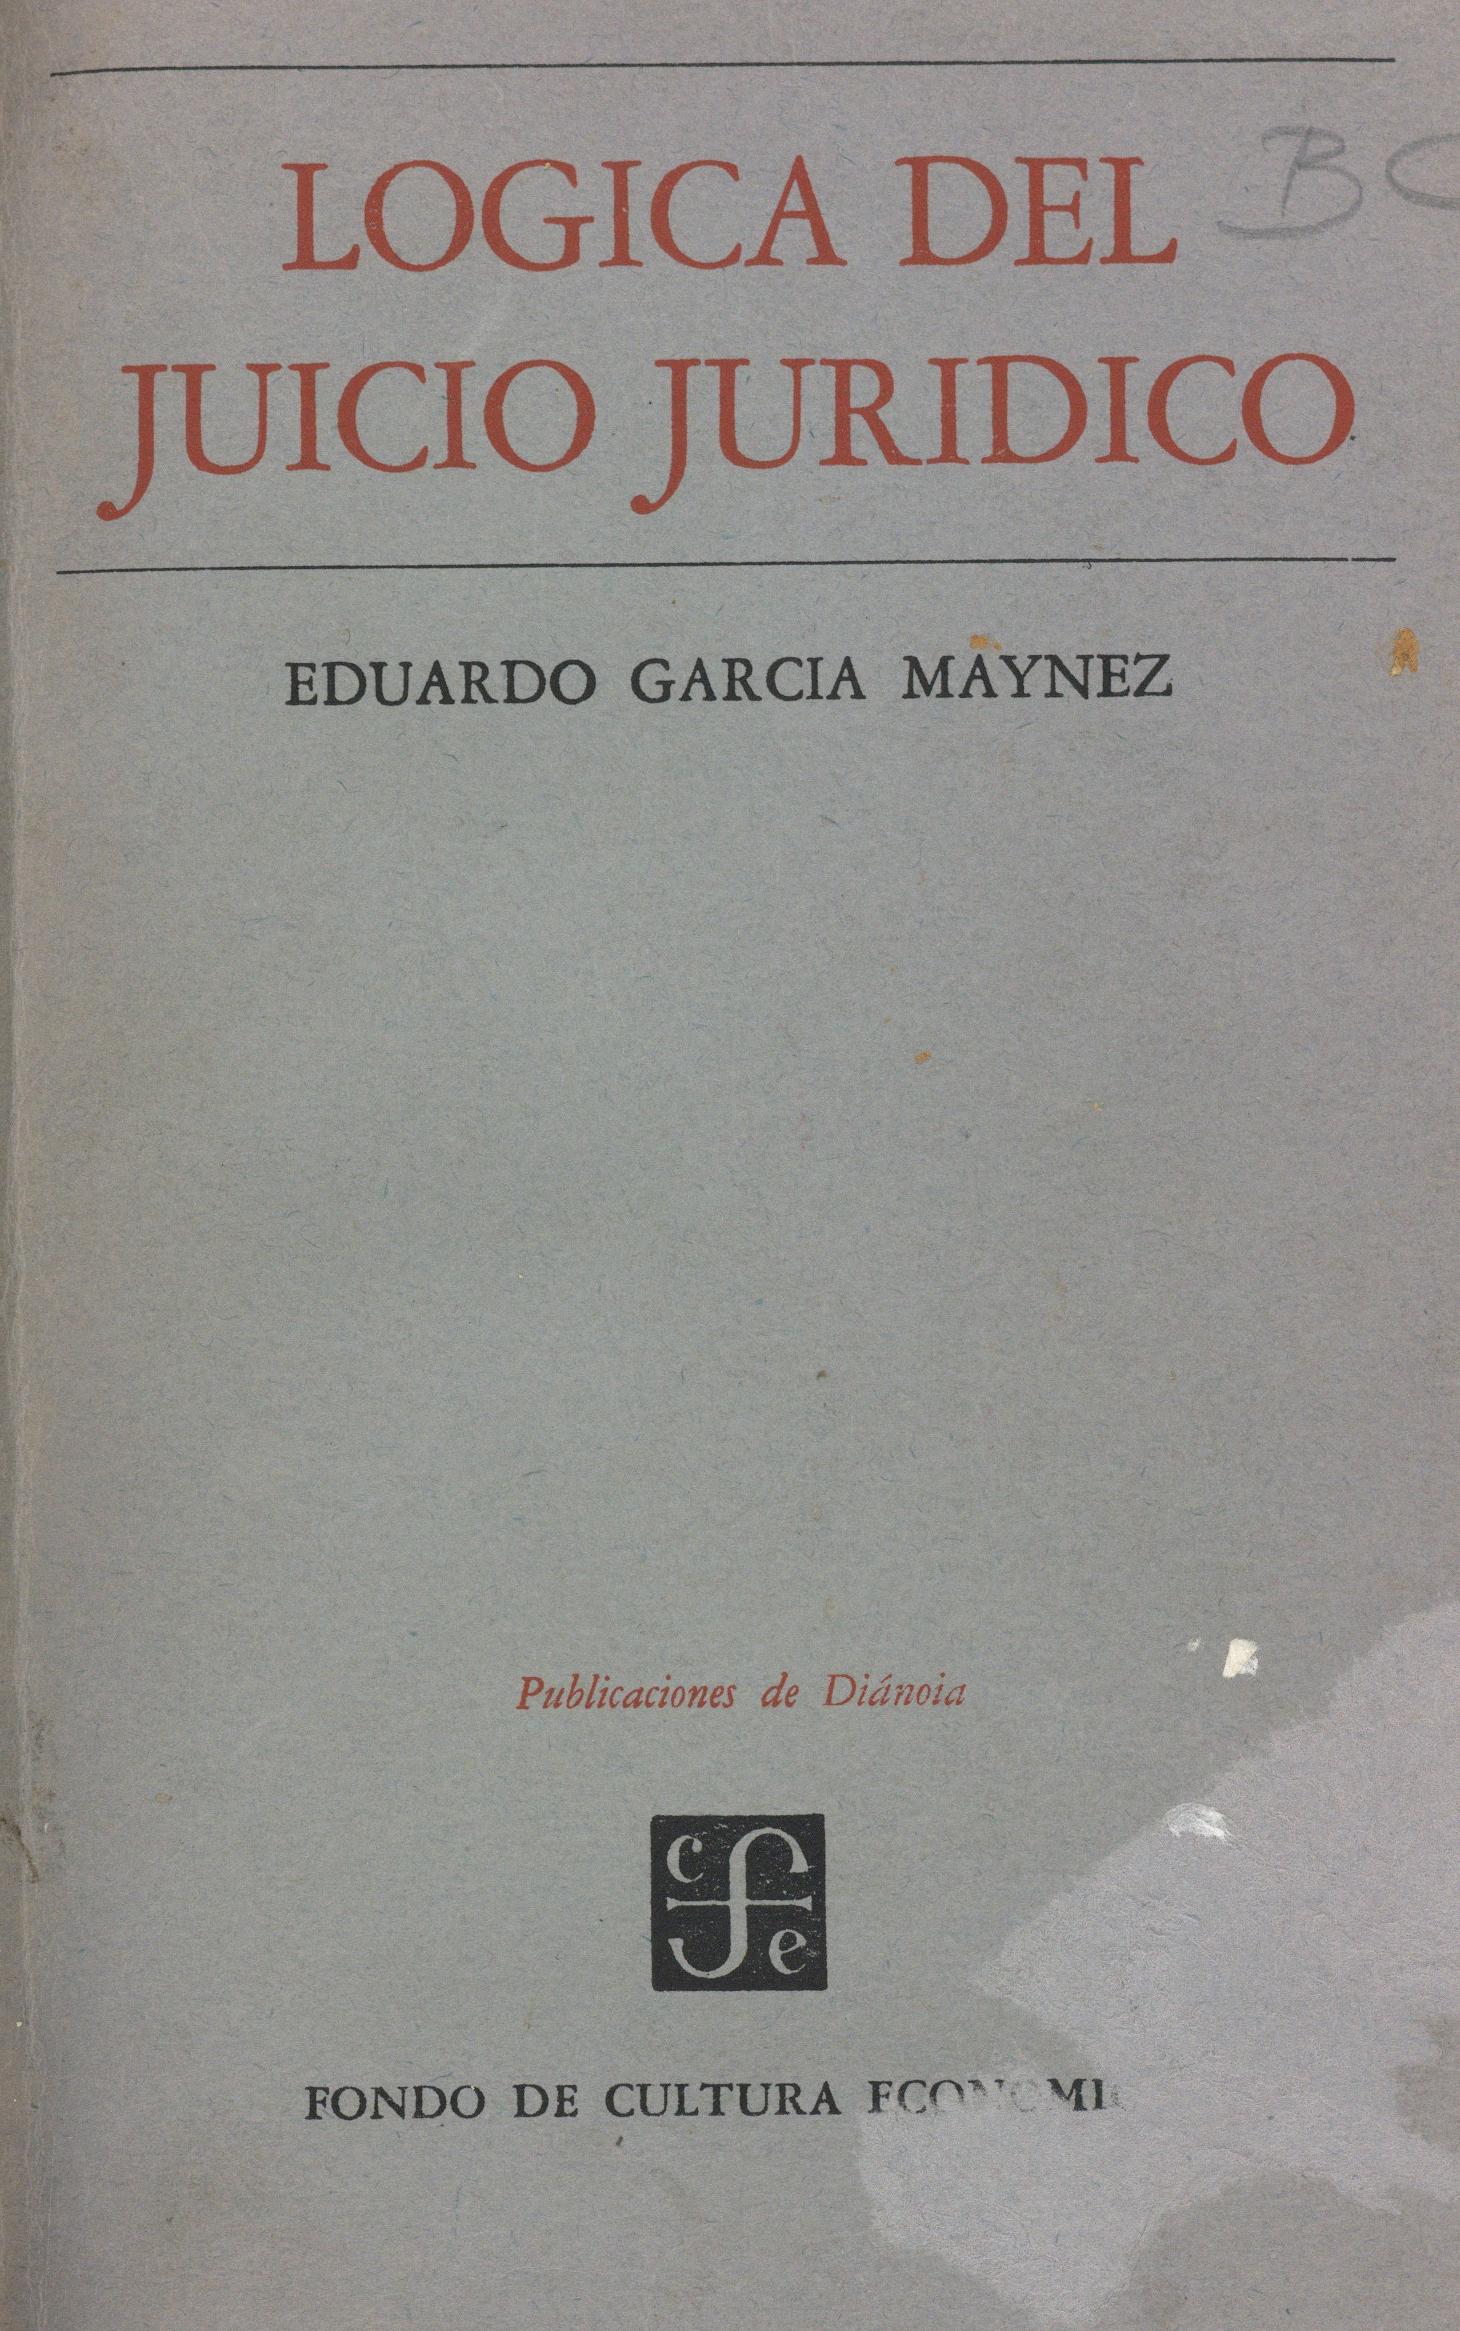 LOGICA DEL
JUICIO JURIDICO
EDUARDO GARCIA MAYNEZ
Publicaciones de Diánoia
c f e
FONDO DE CULTURA